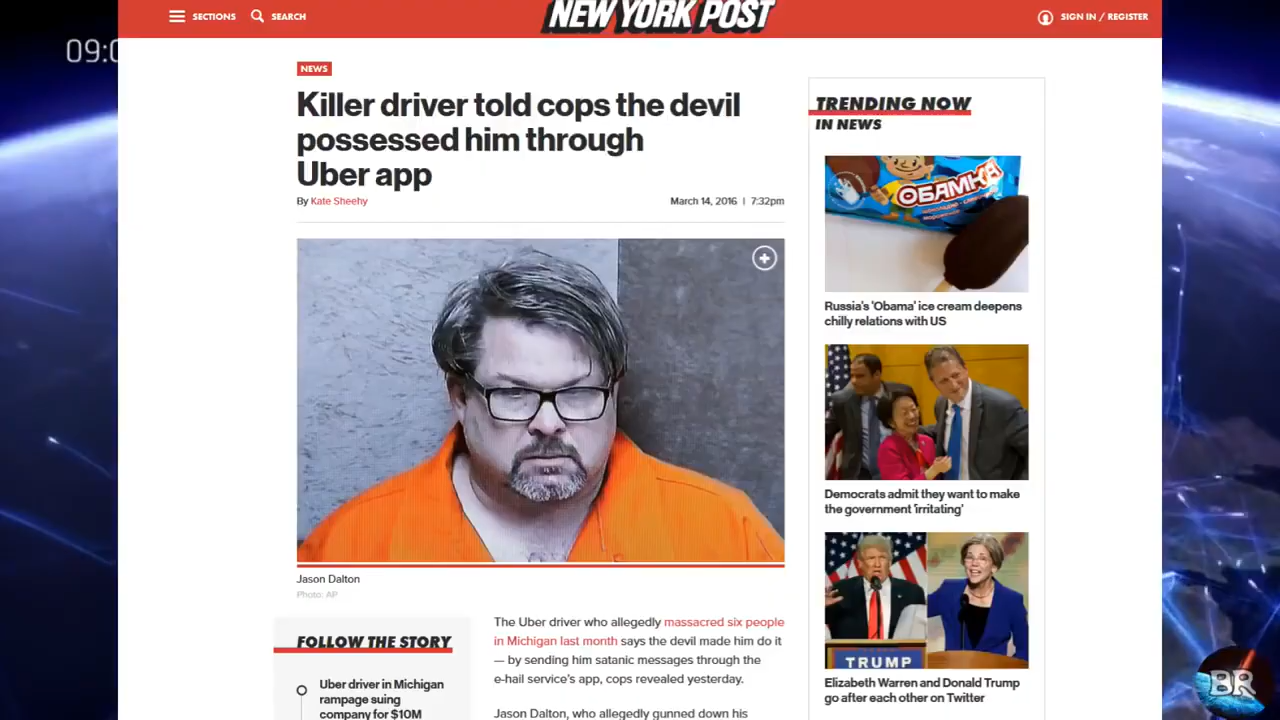 09:0
SECTIONS
SEARCH
NEW YORK POST
SIGN IN / REGISTER
NEWS
Killer driver told cops the devil
possessed him through
Uber app
By Kate Sheehy
March 14, 2016 | 7:32pm
Jason Dalton
Photo: AP
FOLLOW THE STORY
Uber driver in Michigan
rampage suing
company for $10M
The Uber driver who allegedly massacred six people
in Michigan last month says the devil made him do it
— by sending him satanic messages through the
e-hail service's app, cops revealed yesterday.
Jason Dalton, who allegedly gunned down his
TRENDING NOW
IN NEWS
ОБАМКА
Russia's 'Obama' ice cream deepens
chilly relations with US
Democrats admit they want to make
the government 'irritating'
TRUMP
Elizabeth Warren and Donald Trump
go after each other on Twitter
BR